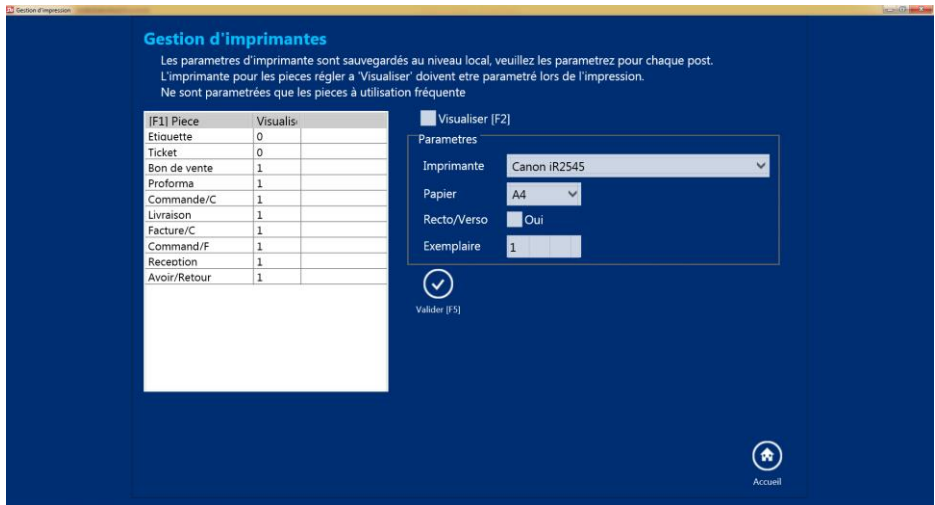 Gestion d'impression
Gestion d'imprimantes
Les parametres d'imprimante sont sauvegardés au niveau local, veuillez les parametrez pour chaque post.
L'imprimante pour les pieces régler a 'Visualiser' doivent etre parametré lors de l'impression.
Ne sont parametrées que les pieces à utilisation fréquente
[F1] Piece Visualis
Etiquette 0
Ticket 0
Bon de vente 1
Proforma 1
Commande/C 1
Livraison 1
Facture/C 1
Command/F 1
Reception 1
Avoir/Retour 1
Visualiser [F2]
Parametres
Imprimante Canon iR2545
Papier A4
Recto/Verso Oui
Exemplaire 1
Valider [F5]
Accueil